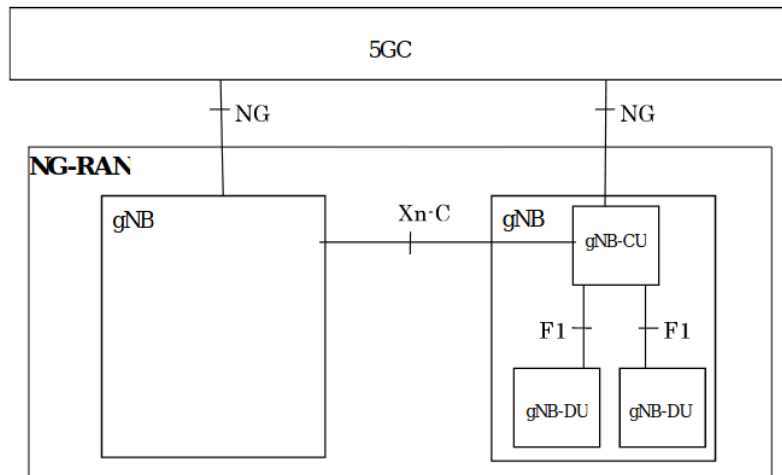 5GC
NG
NG
NG-RAN
gNB
Xn-C
gNB
gNB-CU
F1
F1
gNB-DU
gNB-DU